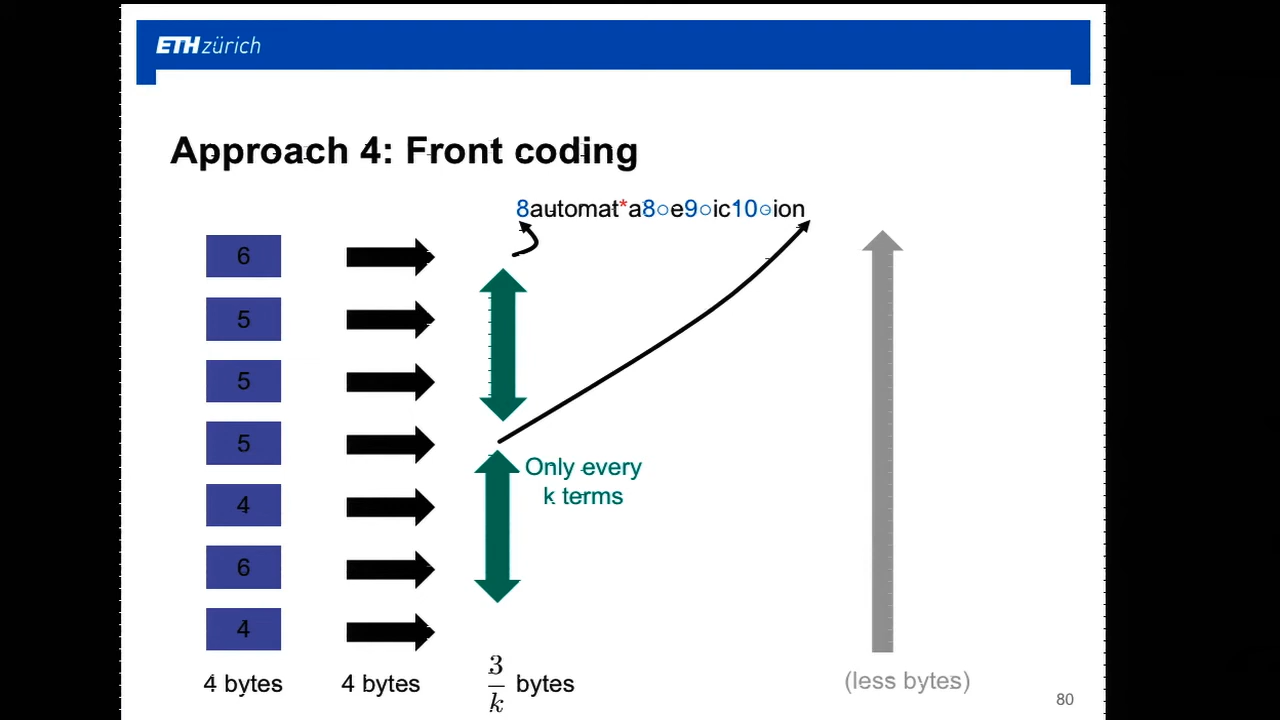 ETH zürich
Approach 4: Front coding
8automat*a8○e9○ic10○ion
6
5
5
5
Only every
k terms
4
6
4
4 bytes 4 bytes 3/k bytes (less bytes)
80